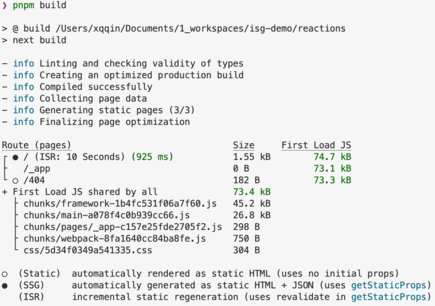 ❯ pnpm build
> @ build /Users/xqqin/Documents/1_workspaces/isg-demo/reactions
> next build
- info Linting and checking validity of types
- info Creating an optimized production build
- info Compiled successfully
- info Collecting page data
- info Generating static pages (3/3)
- info Finalizing page optimization
Route (pages) Size First Load JS
┌ ● / (ISR: 10 Seconds) (925 ms) 1.55 kB 74.7 kB
├   /_app 0 B 73.1 kB
└ ○ /404 182 B 73.3 kB
+ First Load JS shared by all 73.4 kB
├ chunks/framework-1b4fc531f06a7f60.js 45.2 kB
├ chunks/main-a078f4c0b939cc66.js 26.8 kB
├ chunks/pages/_app-c157e25fde2705f2.js 298 B
├ chunks/webpack-8fa1640cc84ba8fe.js 750 B
└ css/5d34f0349a541335.css 304 B
○ (Static) automatically rendered as static HTML (uses no initial props)
● (SSG) automatically generated as static HTML + JSON (uses getStaticProps)
(ISR) incremental static regeneration (uses revalidate in getStaticProps)